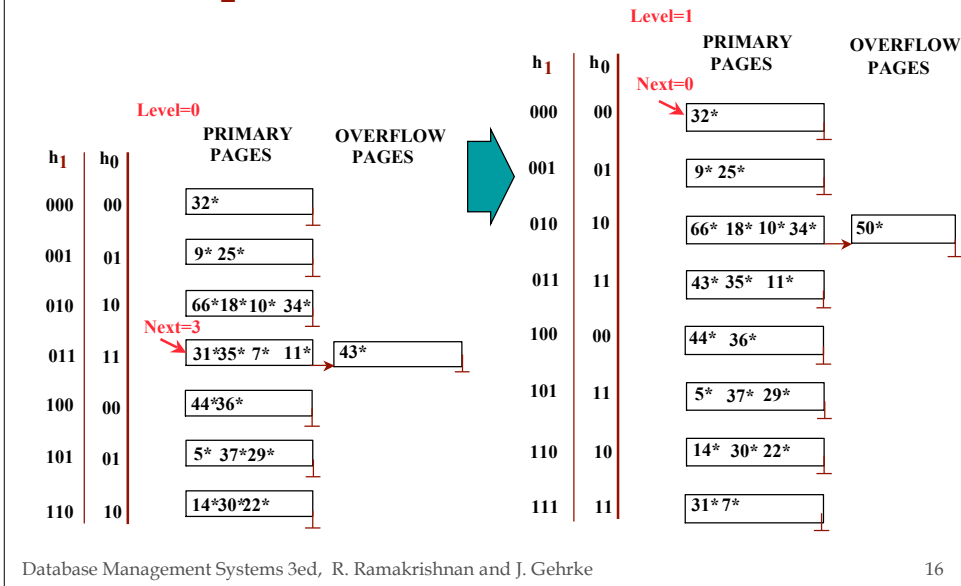 Level=0
PRIMARY OVERFLOW
PAGES PAGES
h1 h0
000 00 32*
001 01 9* 25*
010 10 66*18*10* 34*
Next=3
011 11 31*35* 7* 11* 43*
100 00 44*36*
101 01 5* 37*29*
110 10 14*30*22*
Level=1
PRIMARY OVERFLOW
PAGES PAGES
h1 h0
Next=0
000 00 32*
001 01 9* 25*
010 10 66* 18* 10* 34* 50*
011 11 43* 35* 11*
100 00 44* 36*
101 11 5* 37* 29*
110 10 14* 30* 22*
111 11 31* 7*
Database Management Systems 3ed, R. Ramakrishnan and J. Gehrke 16